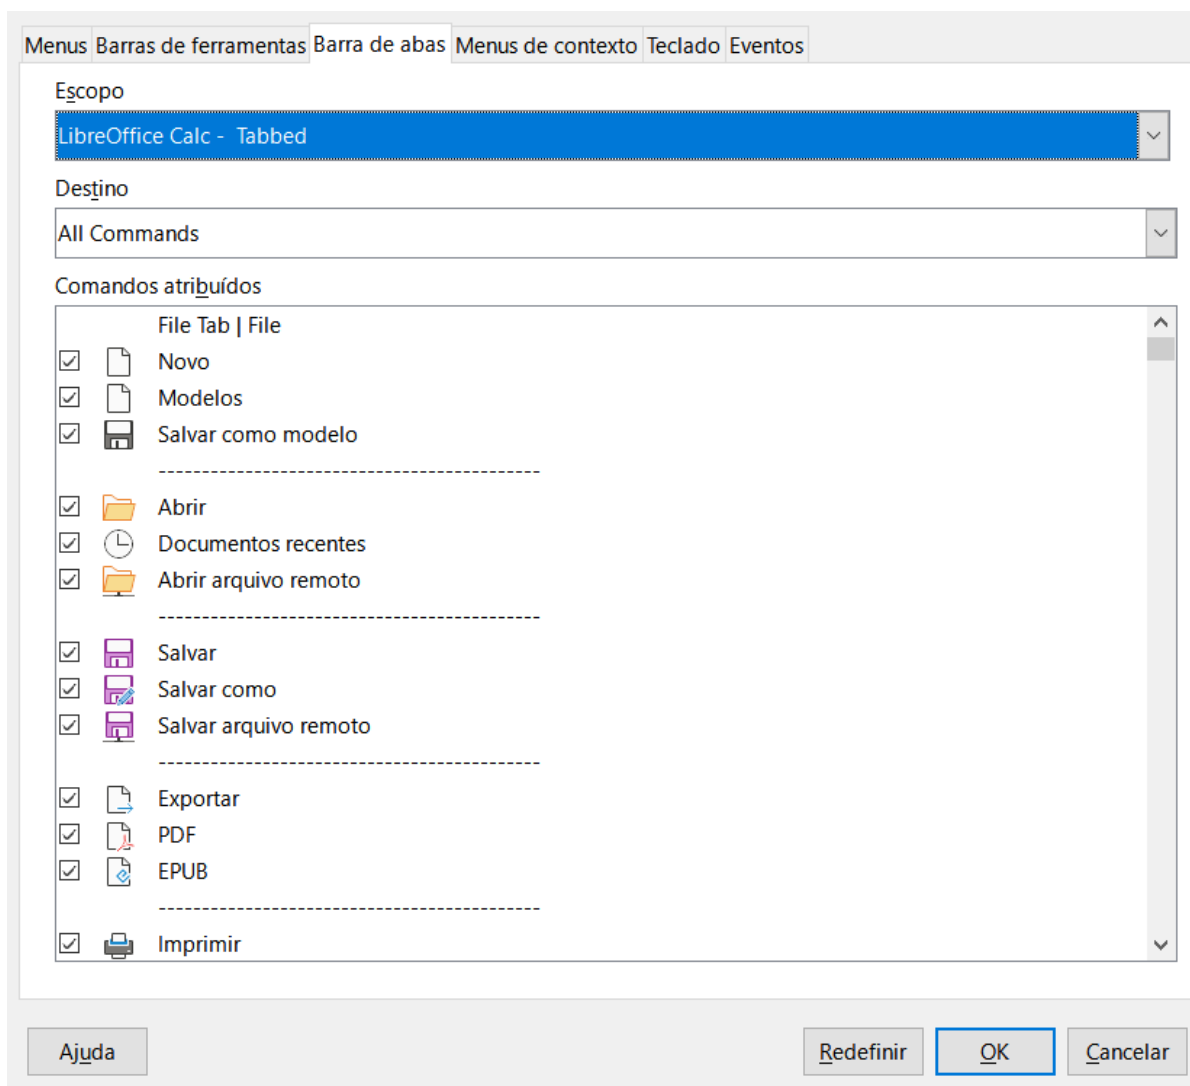 Menus Barras de ferramentas Barra de abas Menus de contexto Teclado Eventos
Escopo
LibreOffice Calc -  Tabbed
Destino
All Commands
Comandos atribuídos
File Tab | File
Novo
Modelos
Salvar como modelo
-------------------------------------------
Abrir
Documentos recentes
Abrir arquivo remoto
-------------------------------------------
Salvar
Salvar como
Salvar arquivo remoto
-------------------------------------------
Exportar
PDF
EPUB
-------------------------------------------
Imprimir
Ajuda Redefinir OK Cancelar